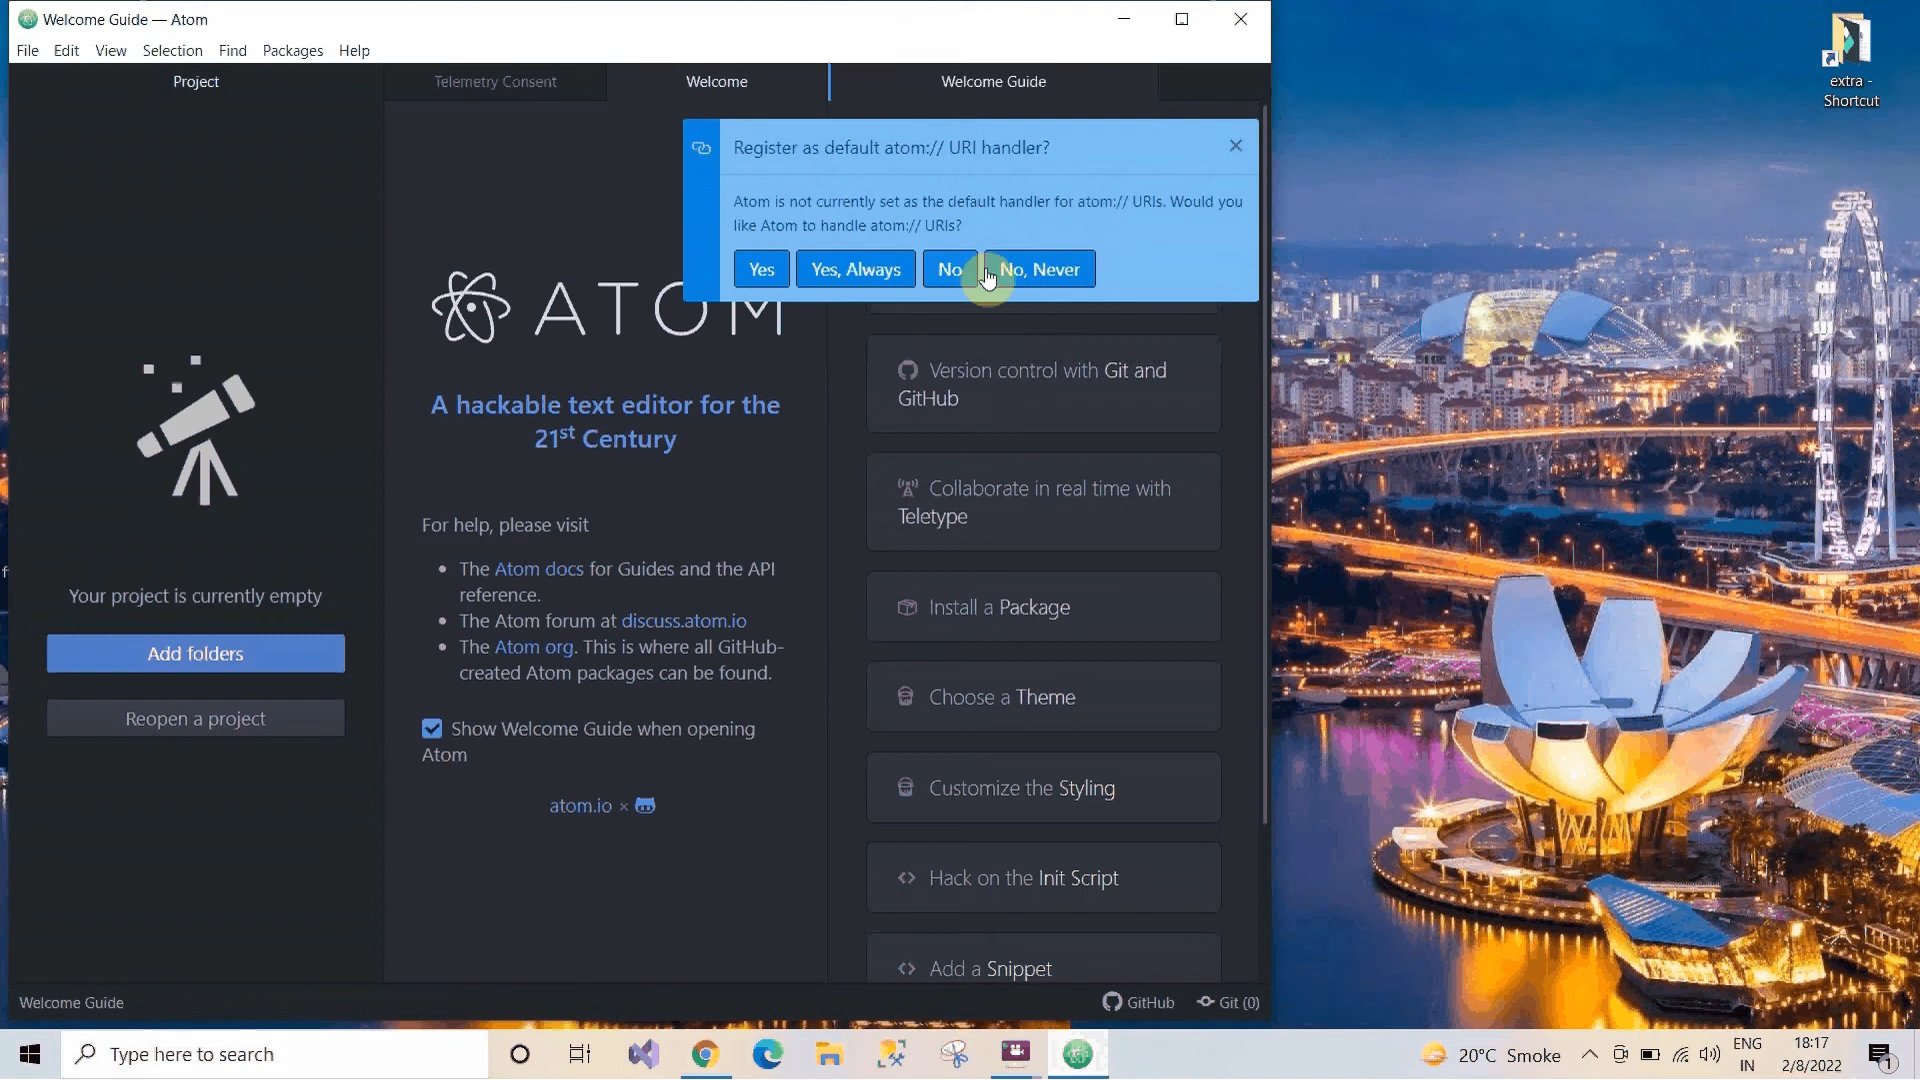 Welcome Guide — Atom
File Edit View Selection Find Packages Help
Project
Telemetry Consent
Welcome
Welcome Guide
Register as default atom:// URI handler?
Atom is not currently set as the default handler for atom:// URIs. Would you
like Atom to handle atom:// URIs?
Yes
Yes, Always
No
No, Never
Your project is currently empty
Add folders
Reopen a project
ATOM
A hackable text editor for the
21st Century
For help, please visit
• The Atom docs for Guides and the API
reference.
• The Atom forum at discuss.atom.io
• The Atom org. This is where all GitHub-
created Atom packages can be found.
Show Welcome Guide when opening
Atom
atom.io ×
Version control with Git and
GitHub
Collaborate in real time with
Teletype
Install a Package
Choose a Theme
Customize the Styling
Hack on the Init Script
Add a Snippet
Welcome Guide
GitHub
Git (0)
extra -
Shortcut
Type here to search
20°C Smoke
ENG
IN
18:17
2/8/2022
1